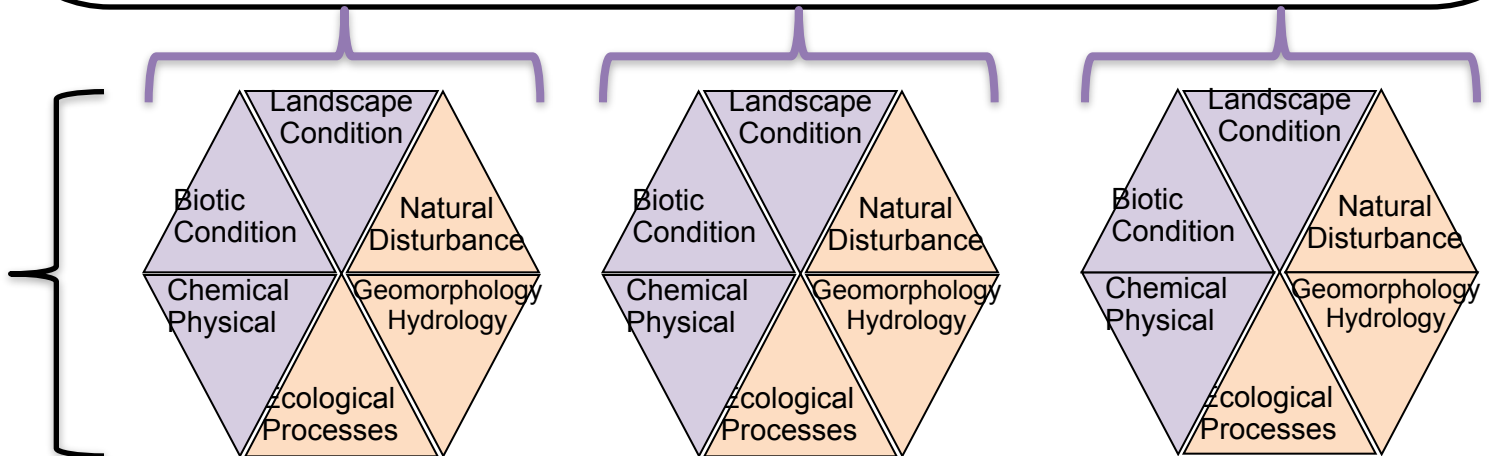 Landscape
Condition
Biotic
Condition
Natural
Disturbance
Chemical
Physical
Geomorphology
Hydrology
Ecological
Processes
Landscape
Condition
Biotic
Condition
Natural
Disturbance
Chemical
Physical
Geomorphology
Hydrology
Ecological
Processes
Landscape
Condition
Biotic
Condition
Natural
Disturbance
Chemical
Physical
Geomorphology
Hydrology
Ecological
Processes